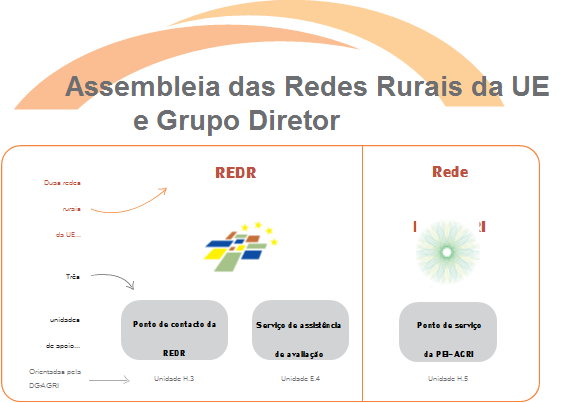 Assembleia das Redes Rurais da UE
e Grupo Diretor
REDR
Rede
Duas redes
rurais
da UE...
Três
unidades
de apoio...
Ponto de contacto da
REDR
Serviço de assistência
de avaliação
Ponto de serviço
da PEI-AGRI
Orientadas pela
DGAGRI
Unidade H.3
Unidade E.4
Unidade H.5